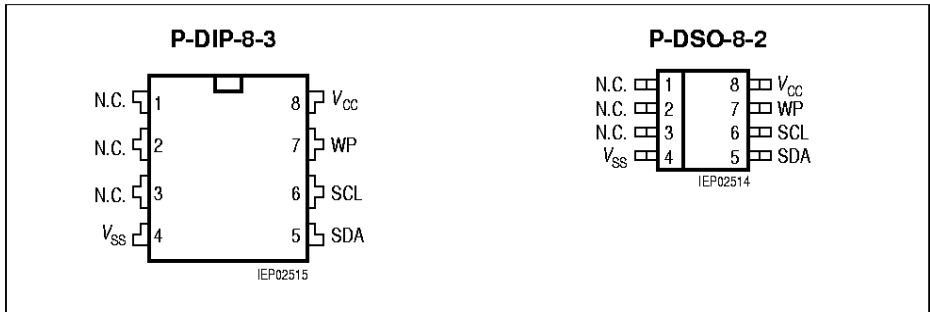 P-DIP-8-3
N.C. 1 8 VCC
N.C. 2 7 WP
N.C. 3 6 SCL
VSS 4 5 SDA
IEP02515
P-DSO-8-2
N.C. 1 8 VCC
N.C. 2 7 WP
N.C. 3 6 SCL
VSS 4 5 SDA
IEP02514